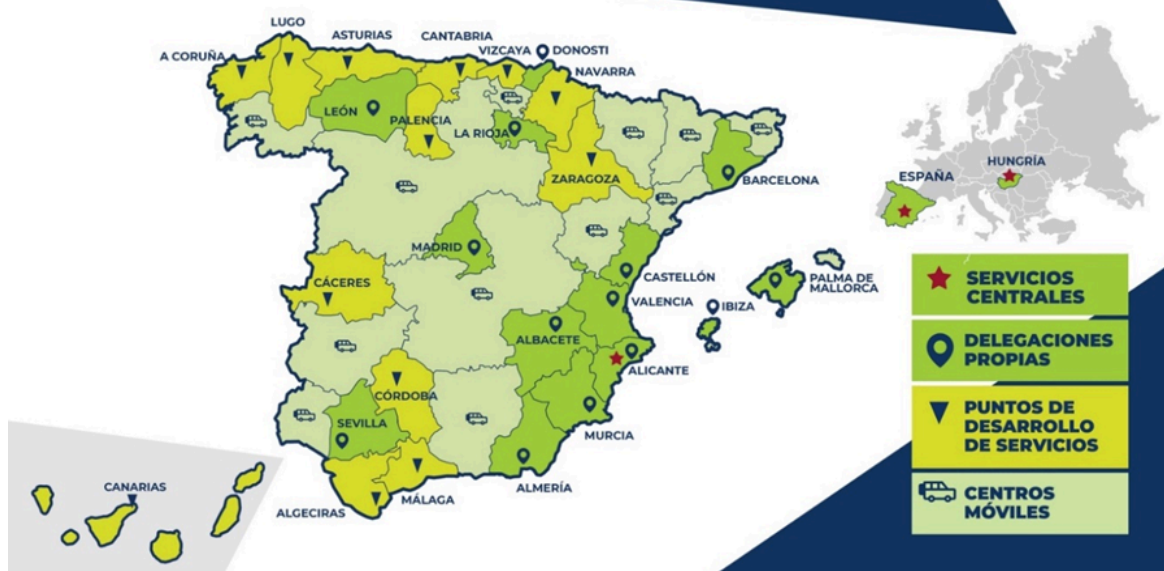 LUGO
ASTURIAS
CANTABRIA
A CORUÑA
VIZCAYA
DONOSTI
NAVARRA
LEÓN
PALENCIA
LA RIOJA
ZARAGOZA
BARCELONA
MADRID
CÁCERES
CASTELLÓN
VALENCIA
PALMA DE
MALLORCA
IBIZA
ALBACETE
ALICANTE
CÓRDOBA
SEVILLA
MURCIA
ALMERÍA
MÁLAGA
ALGECIRAS
CANARIAS
ESPAÑA
HUNGRÍA
SERVICIOS
CENTRALES
DELEGACIONES
PROPIAS
PUNTOS DE
DESARROLLO
DE SERVICIOS
CENTROS
MÓVILES